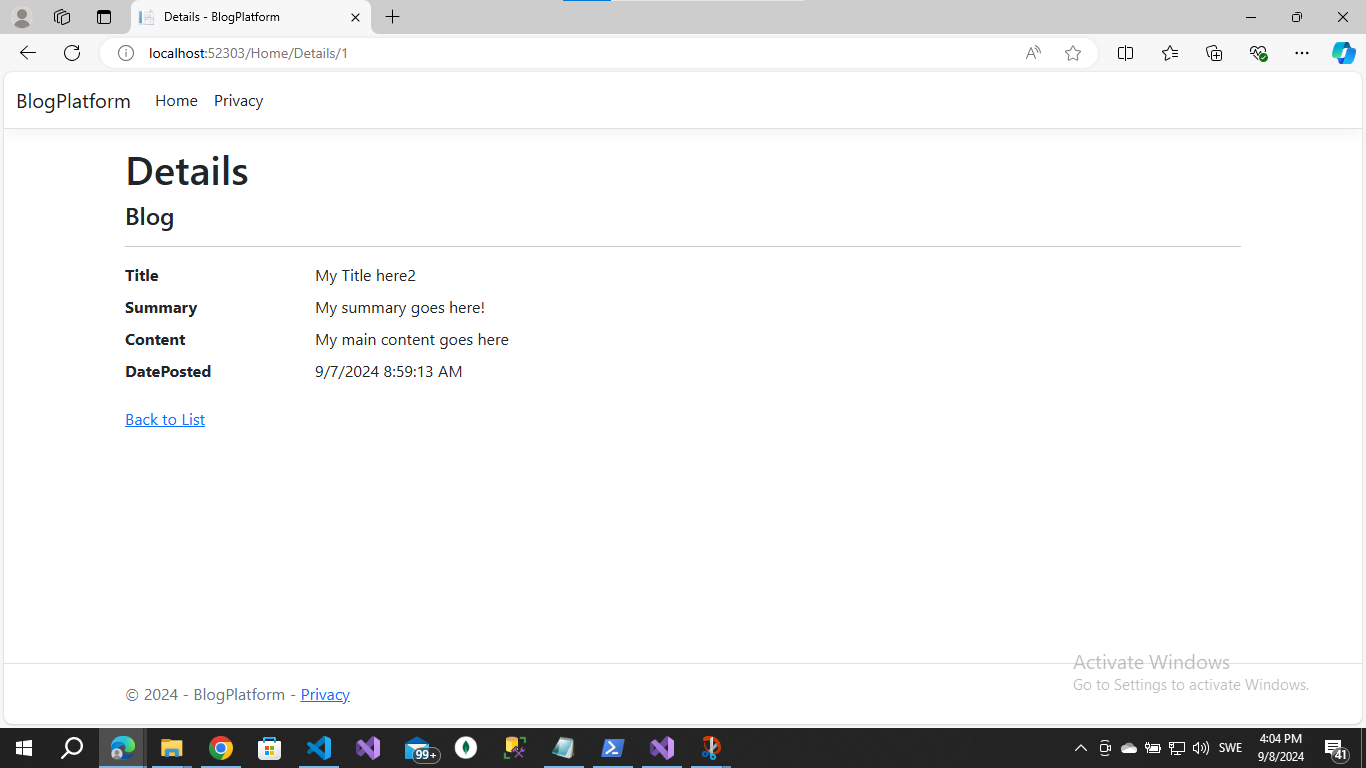 Details - BlogPlatform
localhost:52303/Home/Details/1
BlogPlatform Home Privacy
Details
Blog
Title My Title here2
Summary My summary goes here!
Content My main content goes here
DatePosted 9/7/2024 8:59:13 AM
Back to List
Activate Windows
Go to Settings to activate Windows.
© 2024 - BlogPlatform - Privacy
99+
SWE
4:04 PM
9/8/2024
41